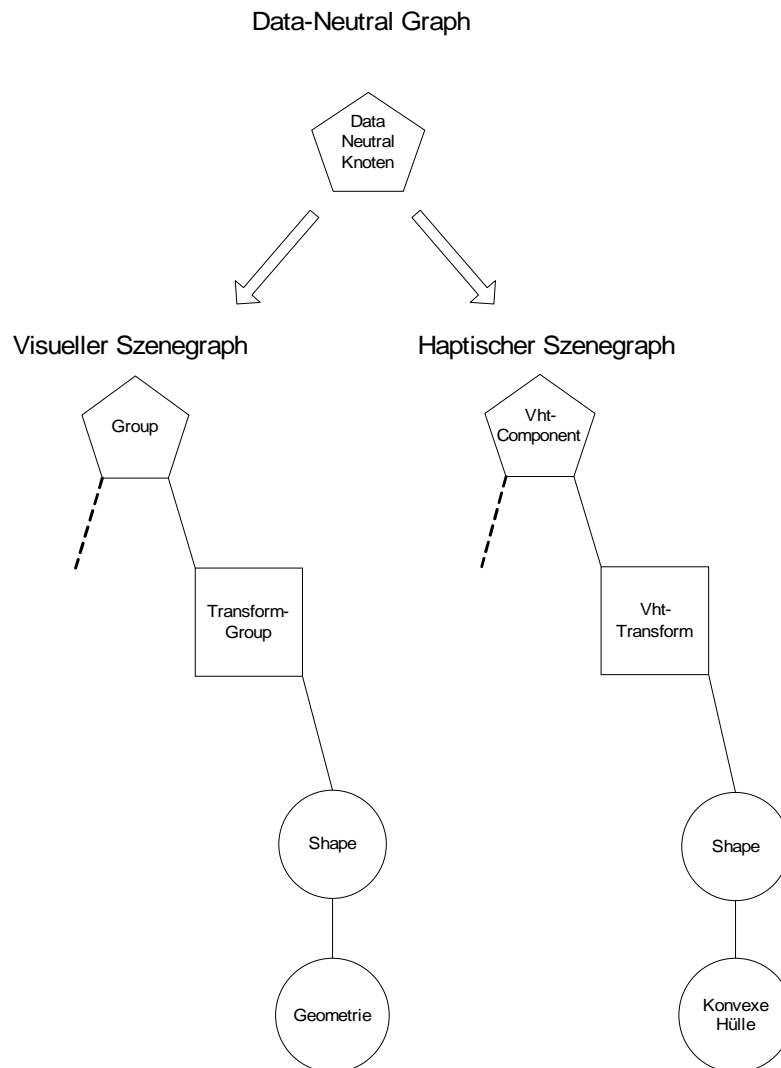 Data-Neutral Graph
Data
Neutral
Knoten
Visueller Szenegraph
Haptischer Szenegraph
Group
Vht-
Component
Transform-
Group
Vht-
Transform
Shape
Shape
Geometrie
Konvexe
Hülle